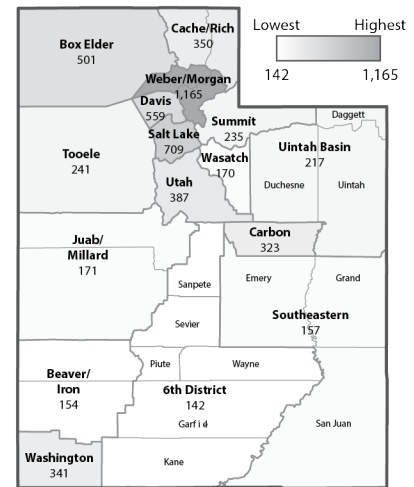 Cache/Rich
350
Lowest
Highest
142
1,165
Box Elder
501
Weber/Morgan
1,165
Davis
559
Daggett
Summit
235
Salt Lake
709
Tooele
241
Wasatch
170
Uintah Basin
217
Duchesne
Uintah
Utah
387
Carbon
323
Juab/
Millard
171
Sanpete
Emery
Grand
Sevier
Southeastern
157
Piute
Wayne
Beaver/
Iron
154
6th District
142
Garfi d
San Juan
Washington
341
Kane